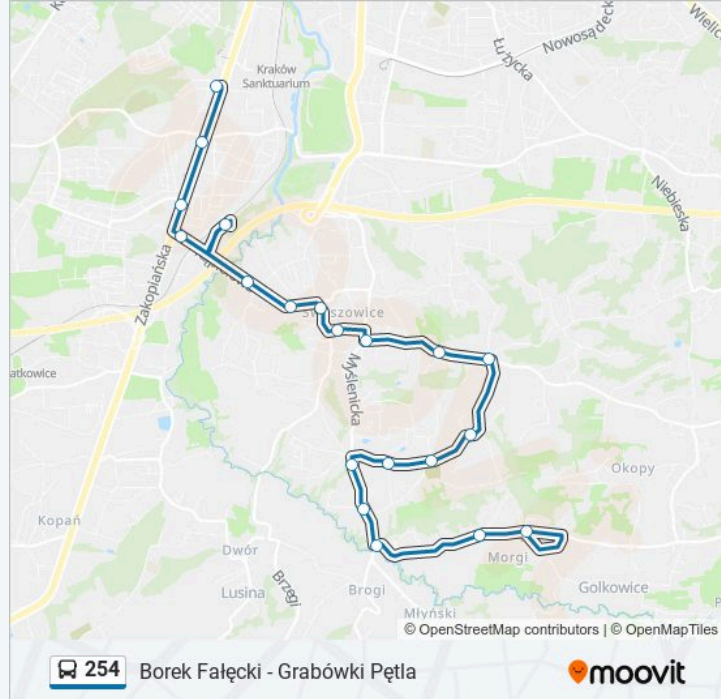 Wielic
Łużycka
Nowosądecka
Kraków
Sanktuarium
Niebieska
Zakopiańska
Swoszowice
atkowice
Myślenicka
Okopy
Kopań
Dwór
Morgi
Lusina
Brzegi
Brogi
Golkowice
Młyński
© OpenStreetMap contributors | © OpenMapTiles
254 Borek Fałęcki - Grabówki Pętla moovit